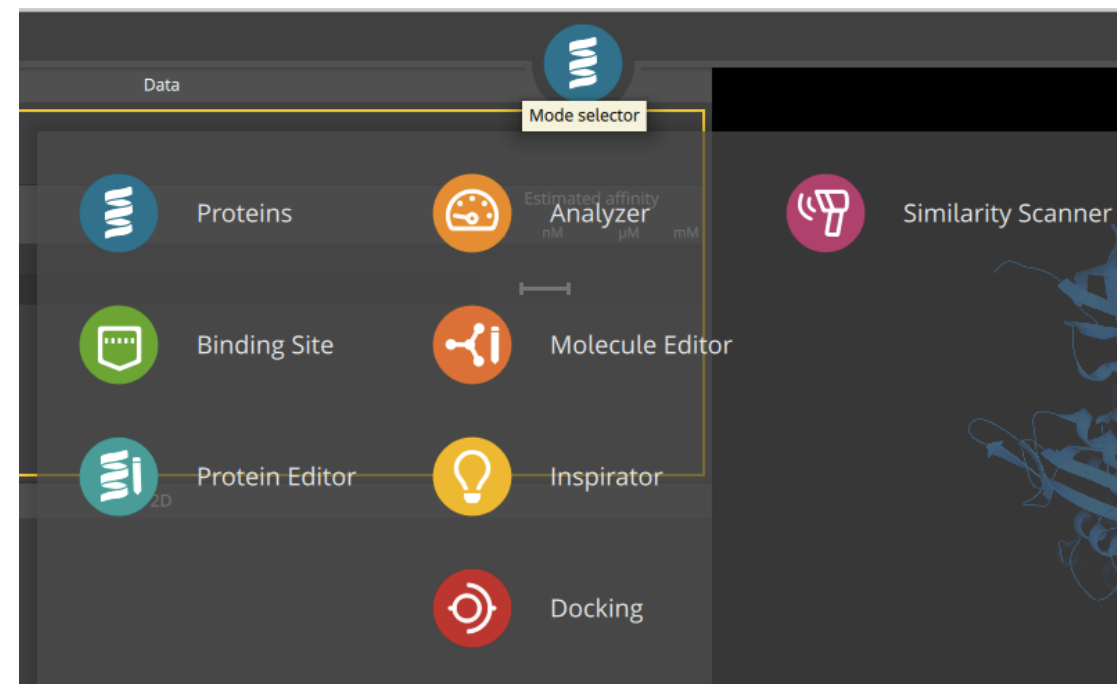 Data
Mode selector
Proteins
Estimated affinity
Analyzer
nM
µM
mM
Similarity Scanner
Binding Site
Molecule Editor
Protein Editor
Inspirator
2D
Docking